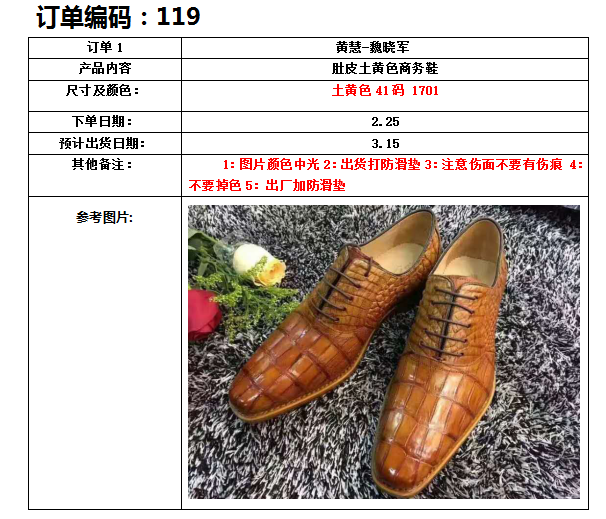 订单编码：119
订单 1 黄慧-魏晓军
产品内容 肚皮土黄色商务鞋
尺寸及颜色： 土黄色 41 码 1701
下单日期： 2.25
预计出货日期： 3.15
其他备注： 1: 图片颜色中光 2: 出货打防滑垫 3: 注意伤面不要有伤痕 4:
不要掉色 5: 出厂加防滑垫
参考图片: